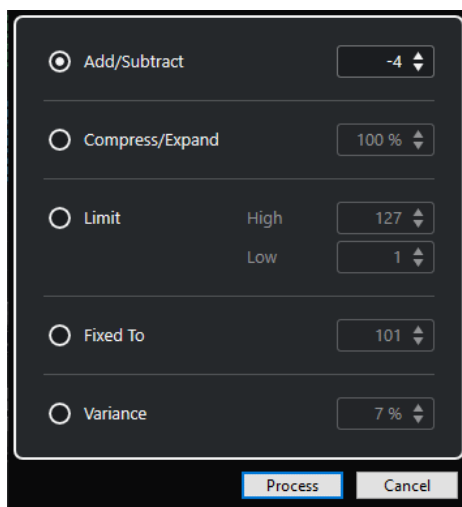 Add/Subtract -4
Compress/Expand 100 %
Limit High 127
Low 1
Fixed To 101
Variance 7 %
Process Cancel